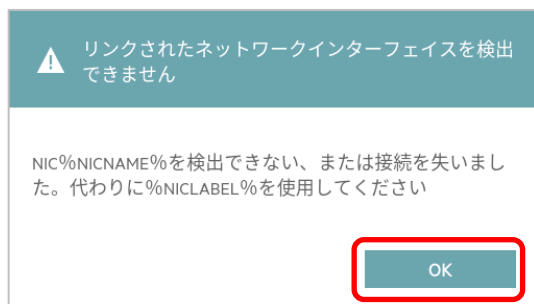 リンクされたネットワークインターフェイスを検出
できません
NIC%NICNAME%を検出できない、または接続を失いまし
た。代わりに%NICLABEL%を使用してください
OK